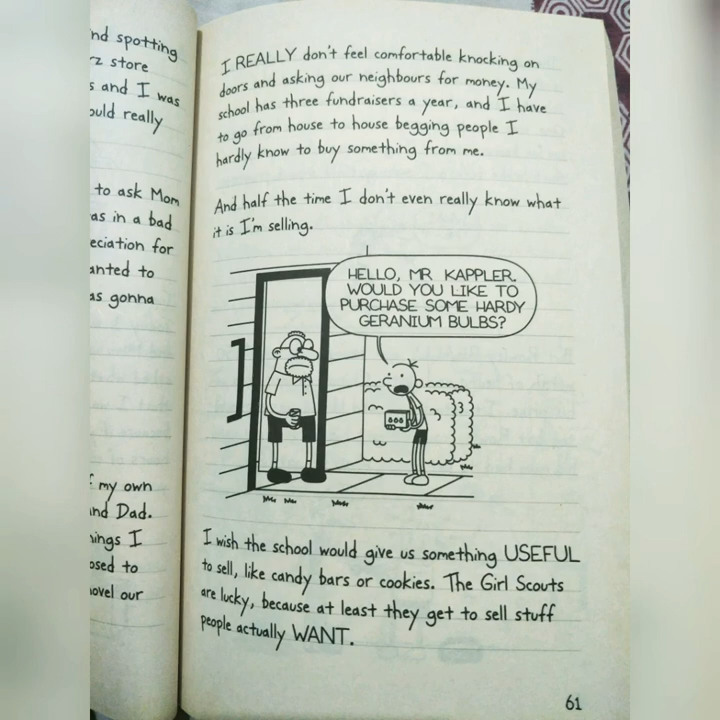 nd spotting
z store
s and I was
ould really
to ask Mom
as in a bad
eciation for
anted to
as gonna
my own
and Dad.
hings I
osed to
hovel our
I REALLY don't feel comfortable knocking on
doors and asking our neighbours for money. My
school has three fundraisers a year, and I have
to go from house to house begging people I
hardly know to buy something from me.
And half the time I don't even really know what
it is I'm selling.
HELLO, MR. KAPPLER.
WOULD YOU LIKE TO
PURCHASE SOME HARDY
GERANIUM BULBS?
I wish the school would give us something USEFUL
to sell, like candy bars or cookies. The Girl Scouts
are lucky, because at least they get to sell stuff
people actually WANT.
61